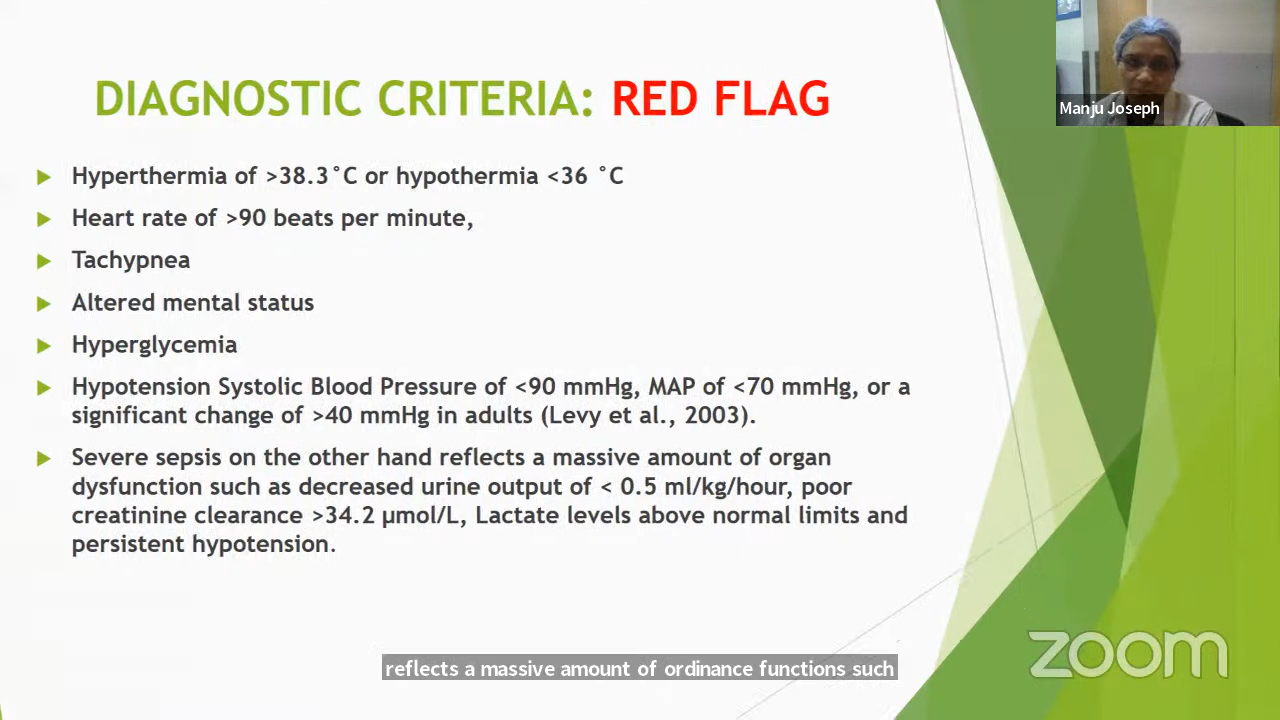 DIAGNOSTIC CRITERIA: RED FLAG
Manju Joseph
Hyperthermia of >38.3°C or hypothermia <36 °C
Heart rate of >90 beats per minute,
Tachypnea
Altered mental status
Hyperglycemia
Hypotension Systolic Blood Pressure of <90 mmHg, MAP of <70 mmHg, or a
significant change of >40 mmHg in adults (Levy et al., 2003).
Severe sepsis on the other hand reflects a massive amount of organ
dysfunction such as decreased urine output of < 0.5 ml/kg/hour, poor
creatinine clearance >34.2 µmol/L, Lactate levels above normal limits and
persistent hypotension.
reflects a massive amount of ordinance functions such
zoom